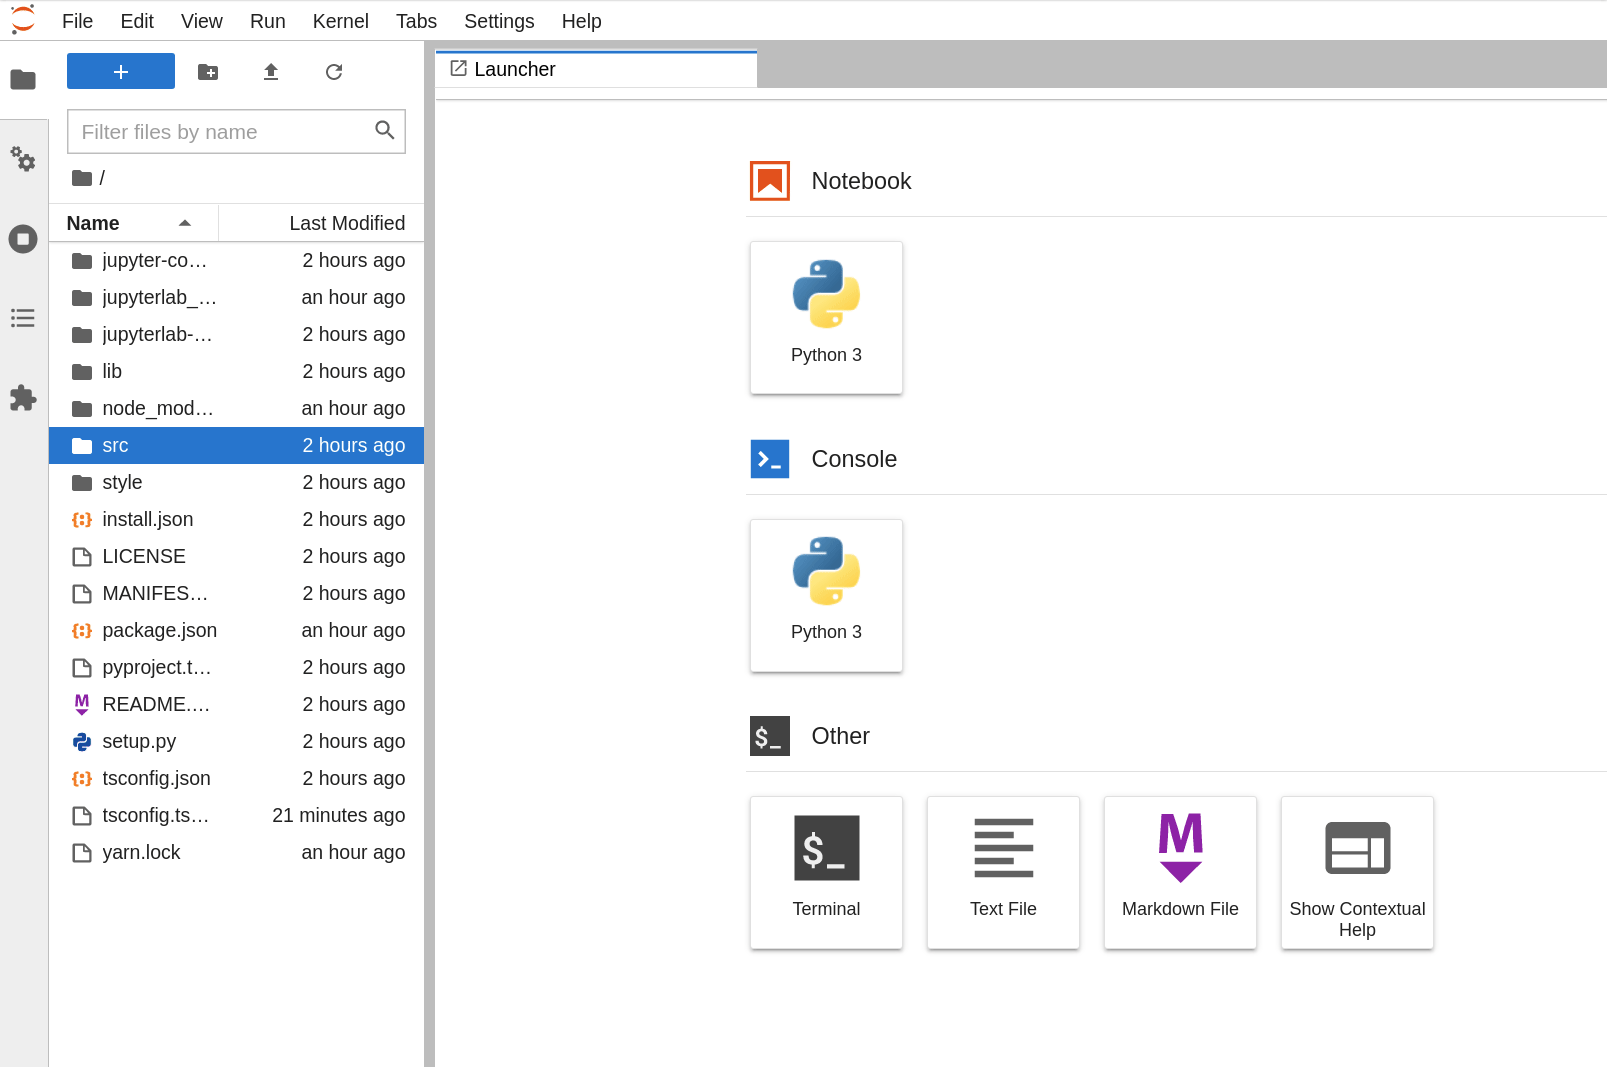 File Edit View Run Kernel Tabs Settings Help
Launcher
Filter files by name
/
Name Last Modified
jupyter-co… 2 hours ago
jupyterlab_… an hour ago
jupyterlab-… 2 hours ago
lib 2 hours ago
node_mod… an hour ago
src 2 hours ago
style 2 hours ago
install.json 2 hours ago
LICENSE 2 hours ago
MANIFES… 2 hours ago
package.json an hour ago
pyproject.t… 2 hours ago
README.… 2 hours ago
setup.py 2 hours ago
tsconfig.json 2 hours ago
tsconfig.ts… 21 minutes ago
yarn.lock an hour ago
Notebook
Python 3
Console
Python 3
$_ Other
$_ M
Terminal Text File Markdown File Show Contextual
Help